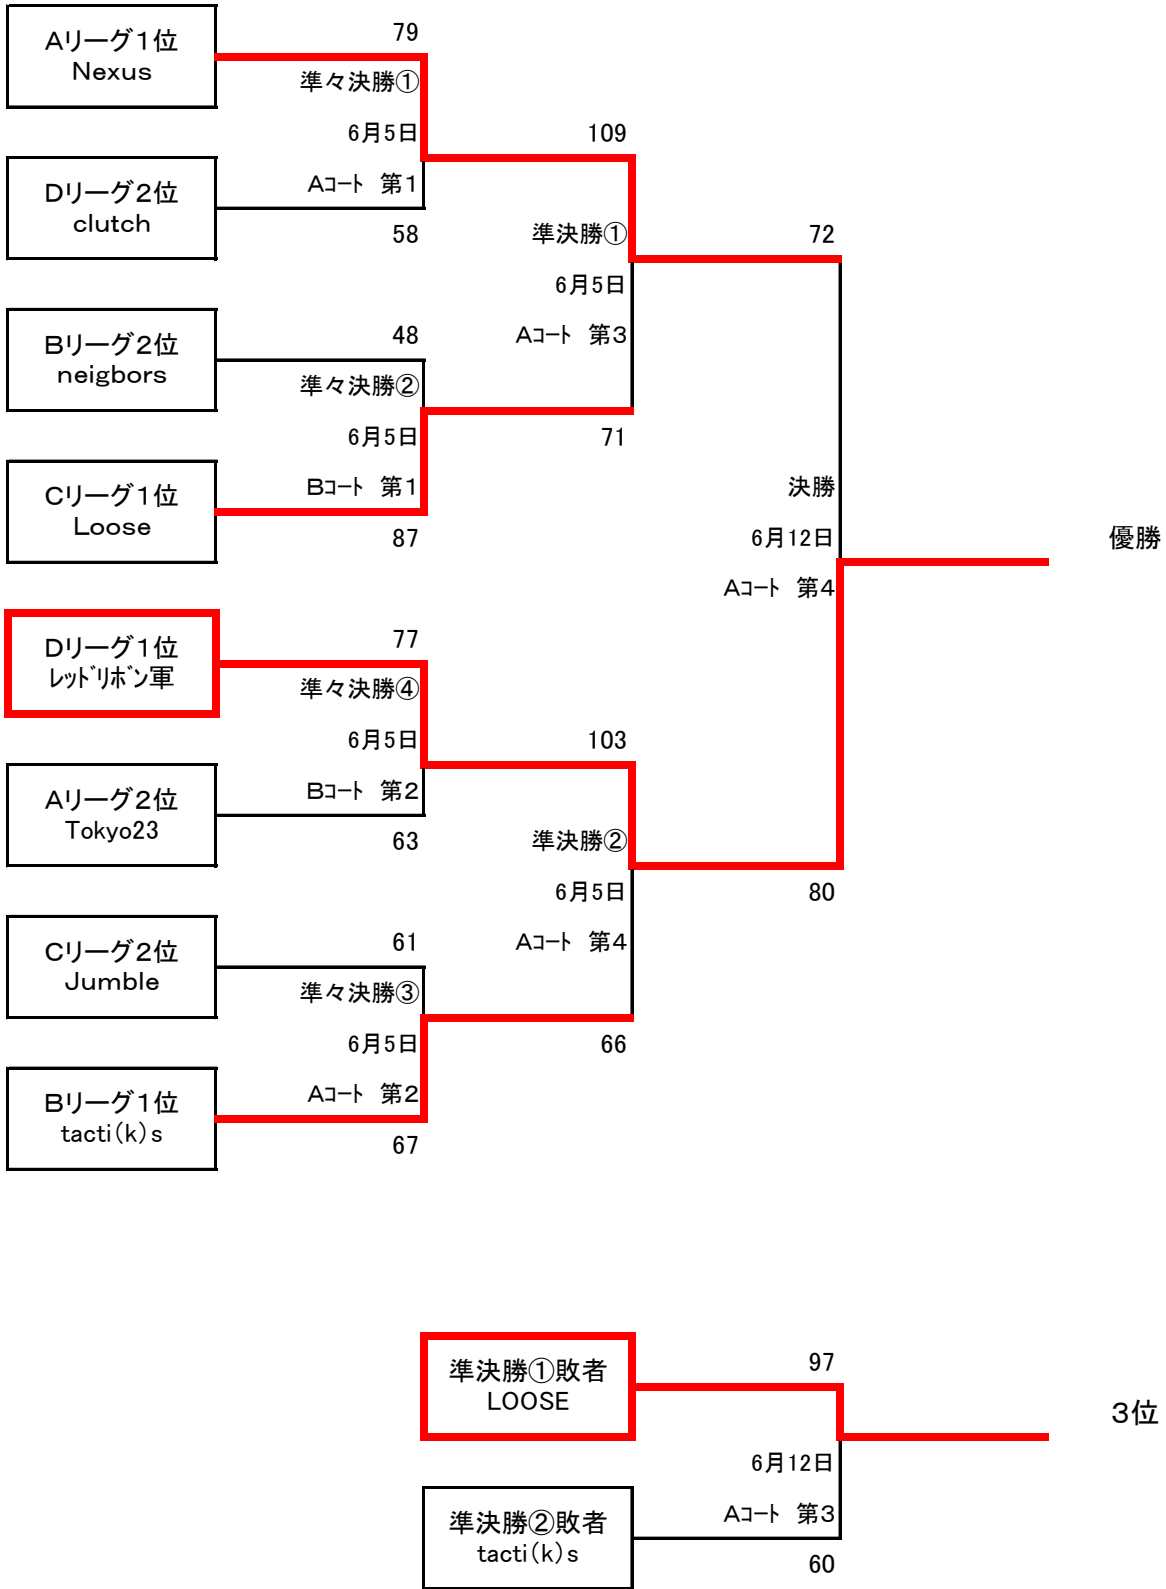 Aリーグ1位
Nexus
79
準々決勝①
6月5日
Aｺｰﾄ 第1
Dリーグ2位
clutch
58
109
準決勝①
6月5日
Aｺｰﾄ 第3
72
Bリーグ2位
neigbors
48
準々決勝②
6月5日
Bｺｰﾄ 第1
Cリーグ1位
Loose
87
71
決勝
6月12日
Aｺｰﾄ 第4
優勝
Dリーグ1位
ﾚｯﾄﾞﾘﾎﾞﾝ軍
77
準々決勝④
6月5日
Bｺｰﾄ 第2
Aリーグ2位
Tokyo23
63
103
準決勝②
6月5日
Aｺｰﾄ 第4
80
Cリーグ2位
Jumble
61
準々決勝③
6月5日
Aｺｰﾄ 第2
Bリーグ1位
tacti(k)s
67
66
準決勝①敗者
LOOSE
97
3位
6月12日
Aｺｰﾄ 第3
準決勝②敗者
tacti(k)s
60